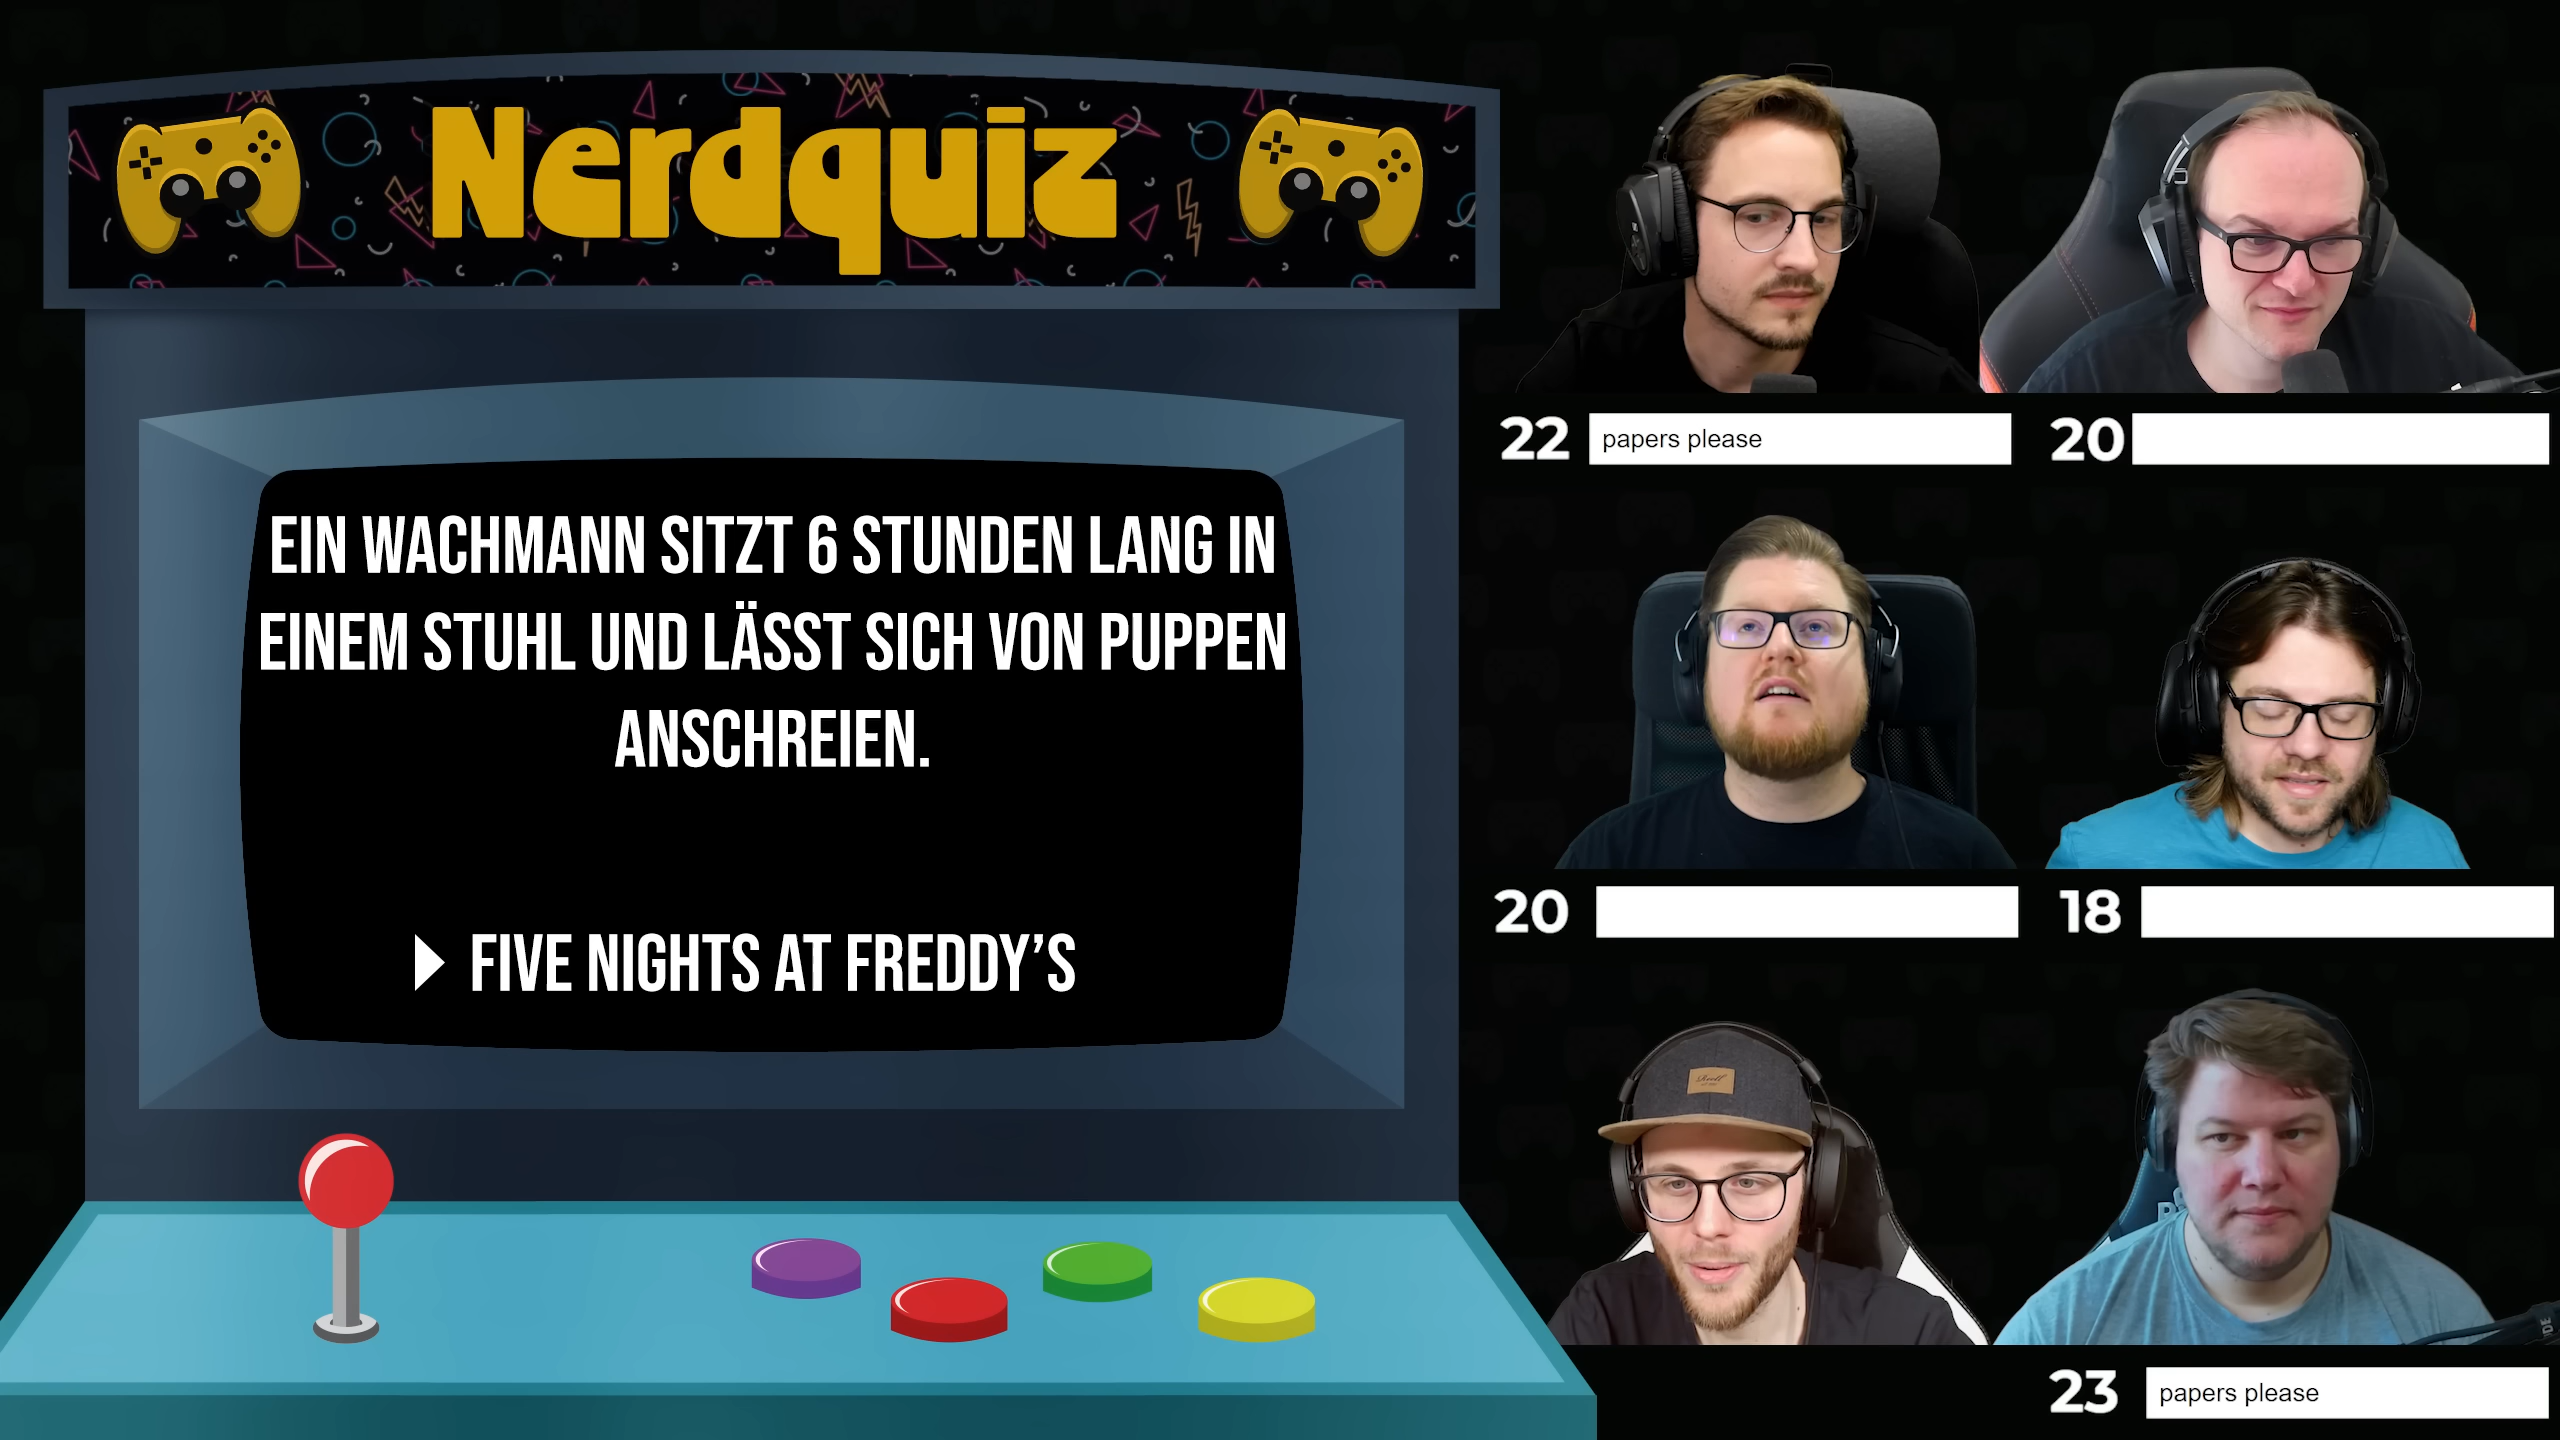 Nerdquiz
EIN WACHMANN SITZT 6 STUNDEN LANG IN
EINEM STUHL UND LÄSST SICH VON PUPPEN
ANSCHREIEN.
FIVE NIGHTS AT FREDDY’S
22 papers please
20
20
18
23 papers please